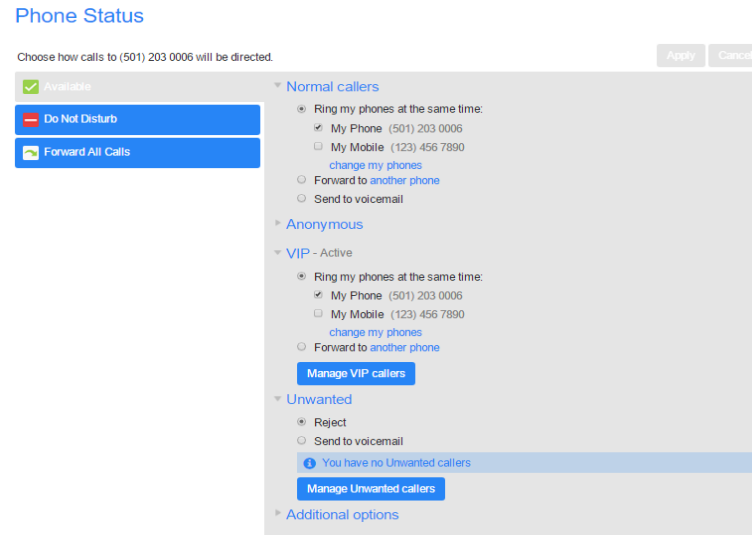 Phone Status
Choose how calls to (501) 203 0006 will be directed.
Apply Cancel
Available
Do Not Disturb
Forward All Calls
Normal callers
Ring my phones at the same time:
My Phone (501) 203 0006
My Mobile (123) 456 7890
change my phones
Forward to another phone
Send to voicemail
Anonymous
VIP - Active
Ring my phones at the same time:
My Phone (501) 203 0006
My Mobile (123) 456 7890
change my phones
Forward to another phone
Manage VIP callers
Unwanted
Reject
Send to voicemail
You have no Unwanted callers
Manage Unwanted callers
Additional options